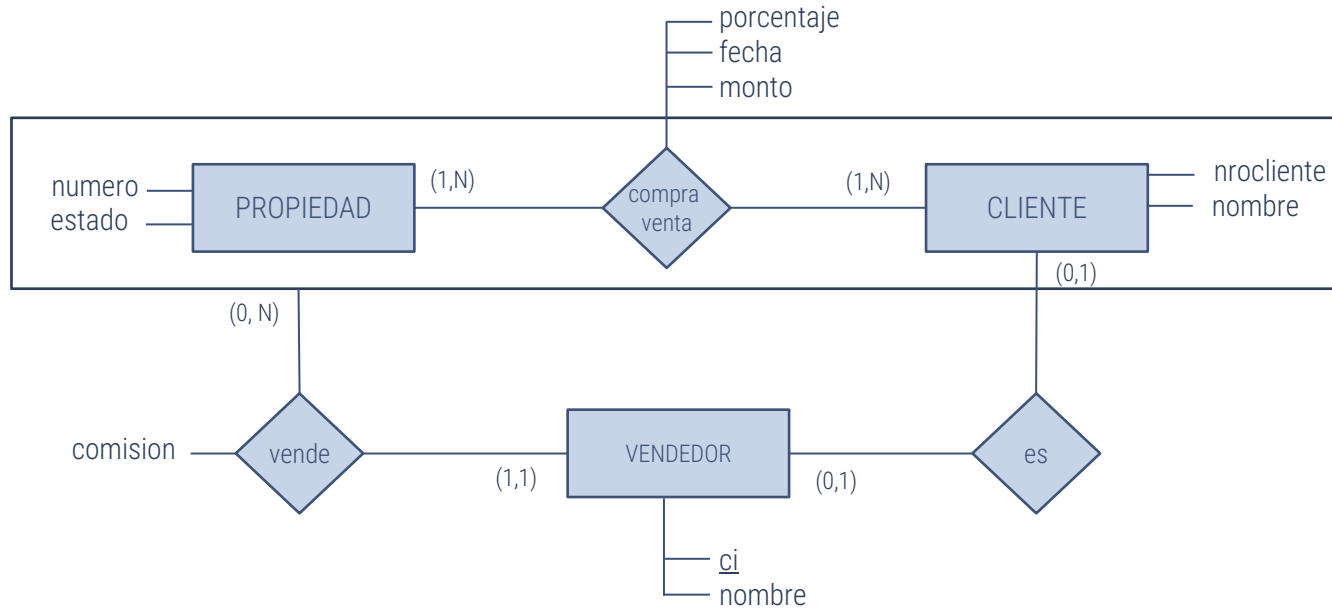 porcentaje
fecha
monto
numero
estado
PROPIEDAD
(1,N)
compra
venta
(1,N)
CLIENTE
nrocliente
nombre
(0,1)
(0, N)
comision
vende
(1,1)
VENDEDOR
(0,1)
es
ci
nombre